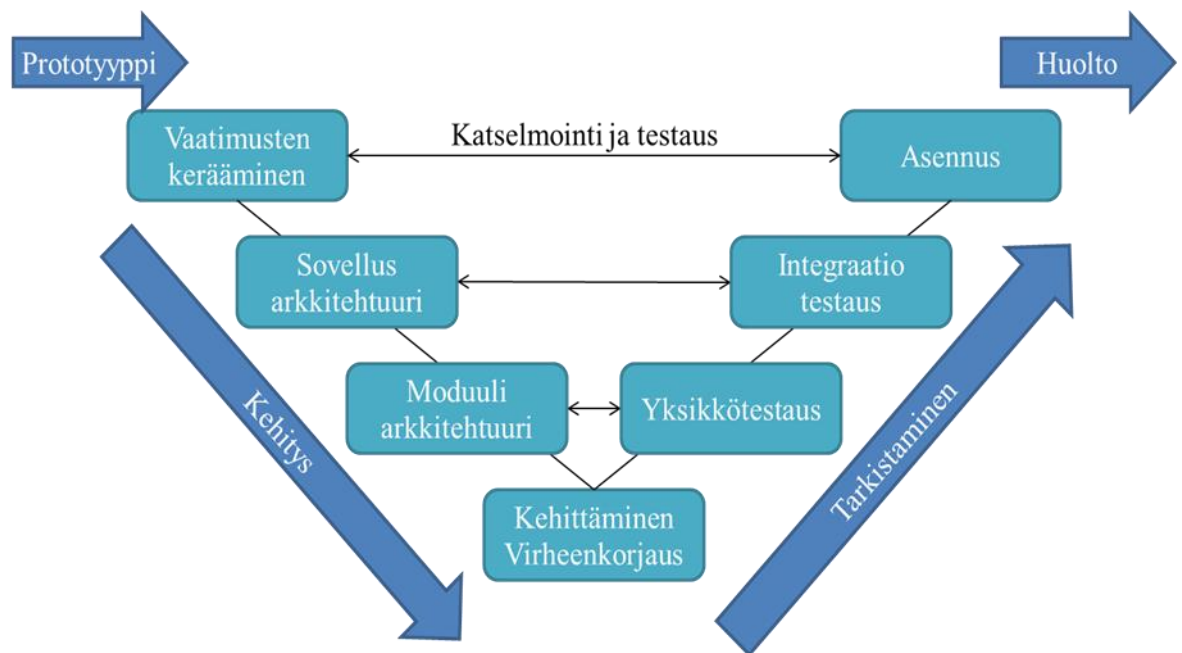 Prototyyppi
Huolto
Vaatimusten
kerääminen
Katselmointi ja testaus
Asennus
Sovellus
arkkitehtuuri
Integraatio
testaus
Moduuli
arkkitehtuuri
Yksikkötestaus
Kehitys
Tarkistaminen
Kehittäminen
Virheenkorjaus